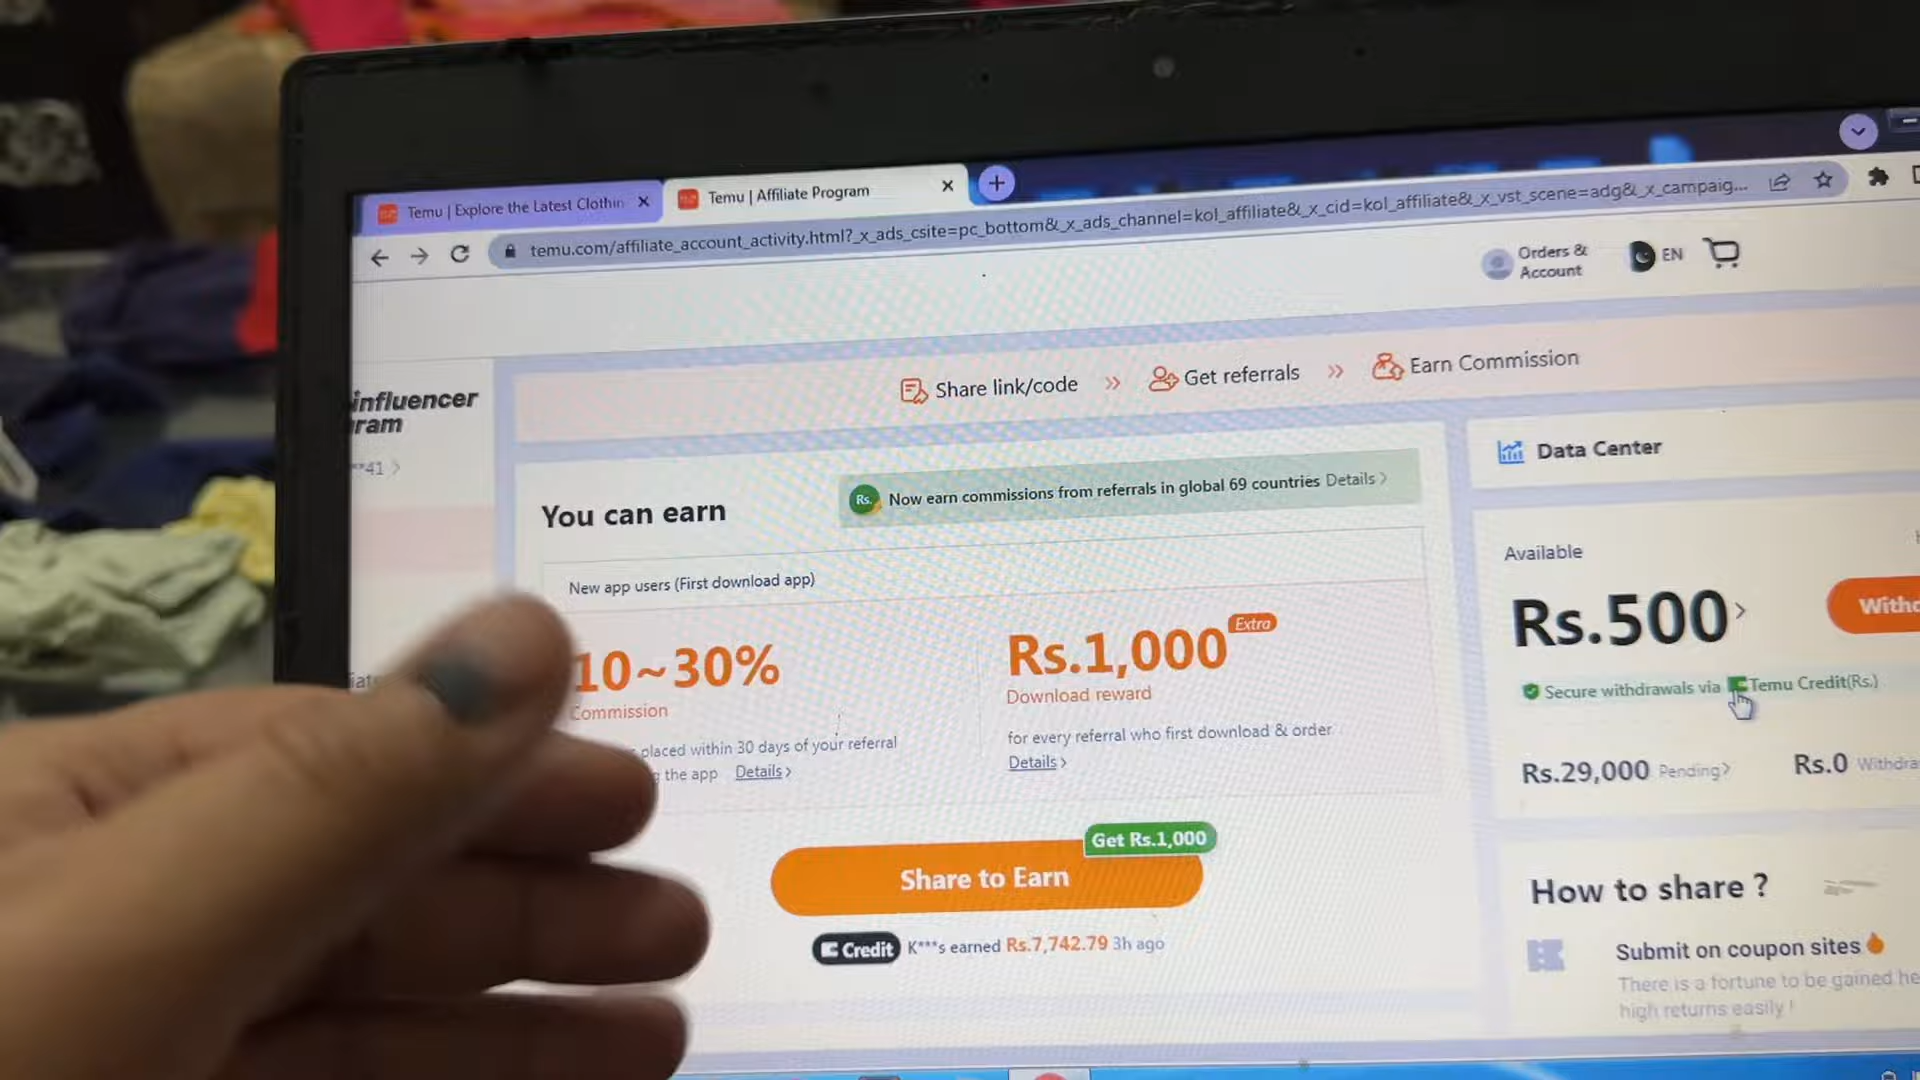 Temu | Explore the Latest Clothin
Temu | Affiliate Program
temu.com/affiliate_account_activity.html?_x_ads_csite=pc_bottom&_x_ads_channel=kol_affiliate&_x_cid=kol_affiliate&_x_vst_scene=adg&_x_campaig...
Orders &
Account
EN
influencer
ram
**41 >
Share link/code
Get referrals
Earn Commission
You can earn
Rs. Now earn commissions from referrals in global 69 countries Details >
New app users (First download app)
10~30%
Commission
placed within 30 days of your referral
the app Details >
Rs.1,000
Extra
Download reward
for every referral who first download & order
Details >
Get Rs.1,000
Share to Earn
Credit K***s earned Rs.7,742.79 3h ago
Data Center
Available
Rs.500 >
Withd
Secure withdrawals via Temu Credit(Rs.)
Rs.29,000 Pending >
Rs.0 Withdra
How to share ?
Submit on coupon sites
There is a fortune to be gained he
high returns easily !